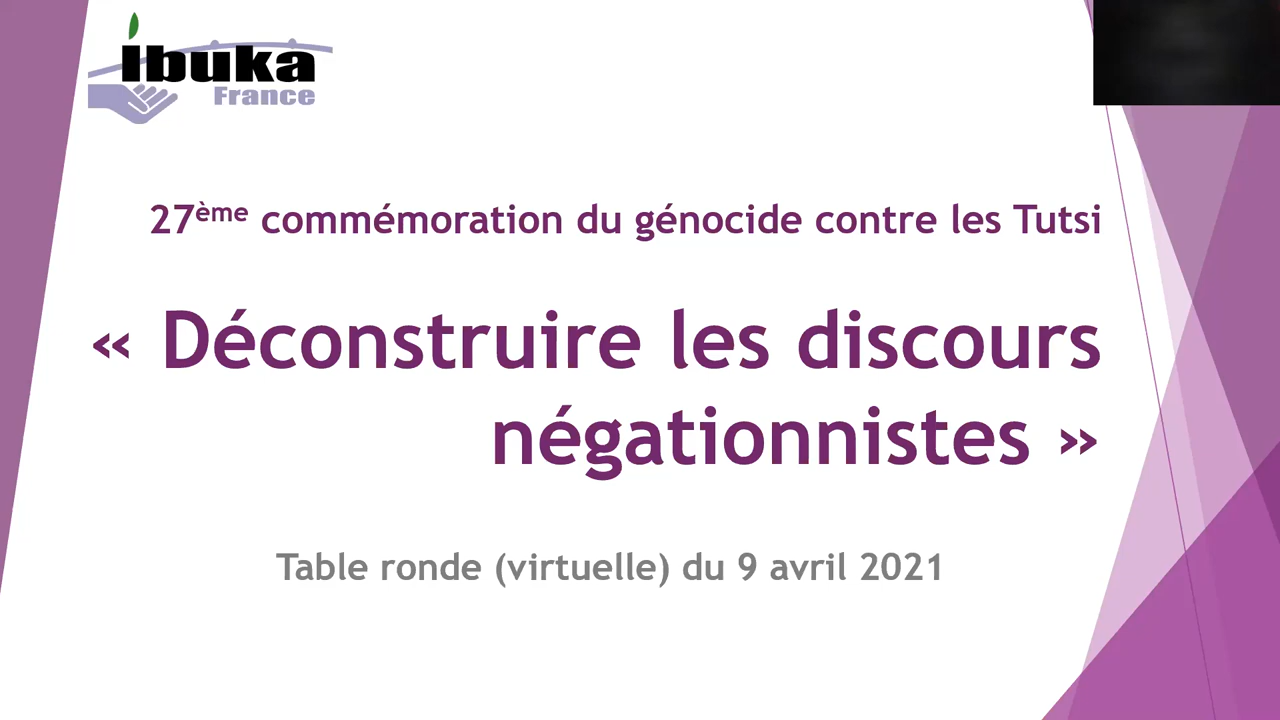 Ibuka
France
27ème commémoration du génocide contre les Tutsi
« Déconstruire les discours
négationnistes »
Table ronde (virtuelle) du 9 avril 2021